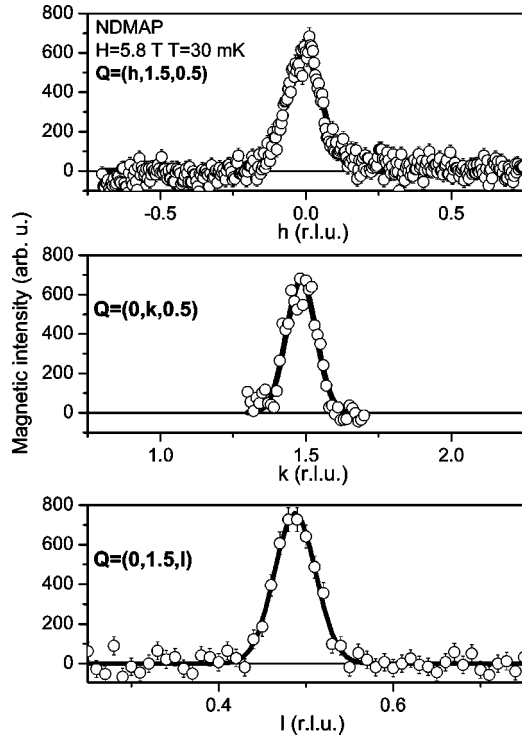 800
NDMAP
H=5.8 T T=30 mK
Q=(h,1.5,0.5)
600
400
200
0
-0.5 0.0 0.5
h (r.l.u.)
Magnetic intensity (arb. u.)
800
600
Q=(0,k,0.5)
400
200
0
1.0 1.5 2.0
k (r.l.u.)
800
600
Q=(0,1.5,l)
400
200
0
0.4 0.6
l (r.l.u.)